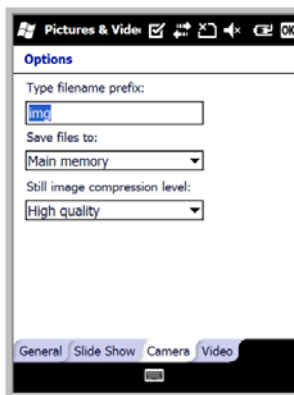 Pictures & Vide OK
Options
Type filename prefix:
img
Save files to:
Main memory
Still image compression level:
High quality
General Slide Show Camera Video